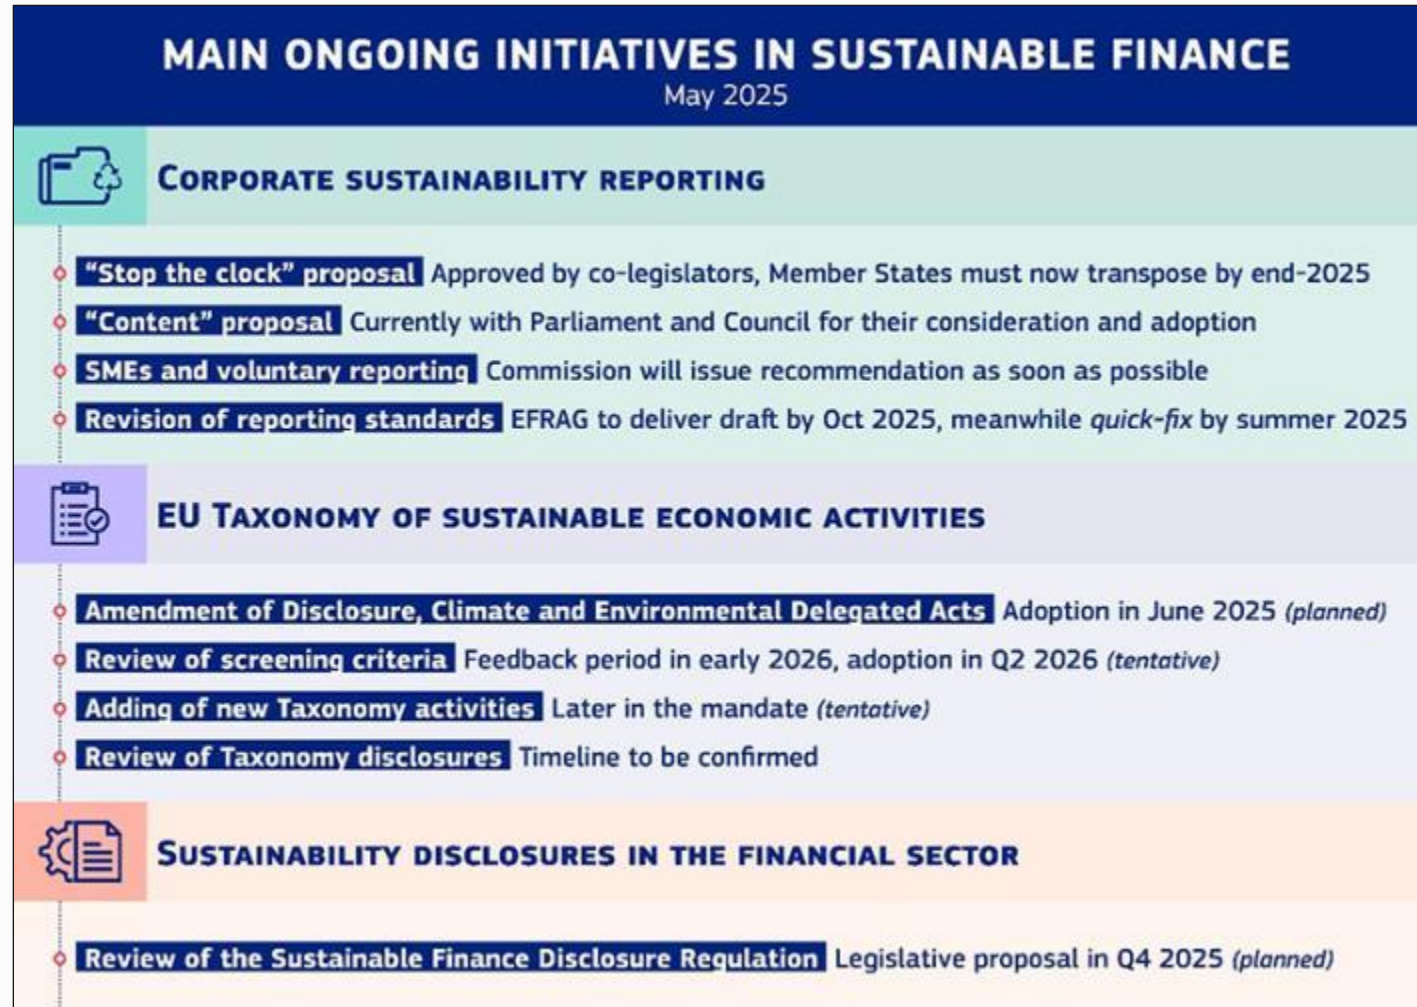 MAIN ONGOING INITIATIVES IN SUSTAINABLE FINANCE
May 2025
CORPORATE SUSTAINABILITY REPORTING
“Stop the clock” proposal Approved by co-legislators, Member States must now transpose by end-2025
“Content” proposal Currently with Parliament and Council for their consideration and adoption
SMEs and voluntary reporting Commission will issue recommendation as soon as possible
Revision of reporting standards EFRAG to deliver draft by Oct 2025, meanwhile quick-fix by summer 2025
EU TAXONOMY OF SUSTAINABLE ECONOMIC ACTIVITIES
Amendment of Disclosure, Climate and Environmental Delegated Acts Adoption in June 2025 (planned)
Review of screening criteria Feedback period in early 2026, adoption in Q2 2026 (tentative)
Adding of new Taxonomy activities Later in the mandate (tentative)
Review of Taxonomy disclosures Timeline to be confirmed
SUSTAINABILITY DISCLOSURES IN THE FINANCIAL SECTOR
Review of the Sustainable Finance Disclosure Regulation Legislative proposal in Q4 2025 (planned)